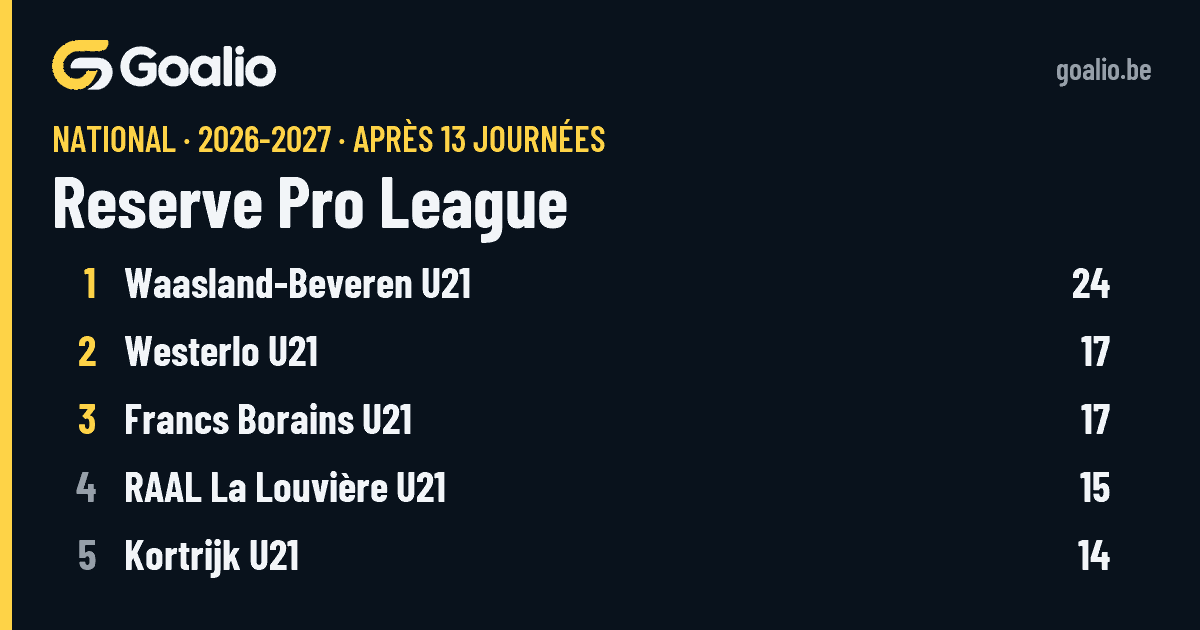 Goalio
goalio.be
NATIONAL · 2026-2027 · APRÈS 13 JOURNÉES
Reserve Pro League
1 Waasland-Beveren U21 24
2 Westerlo U21 17
3 Francs Borains U21 17
4 RAAL La Louvière U21 15
5 Kortrijk U21 14